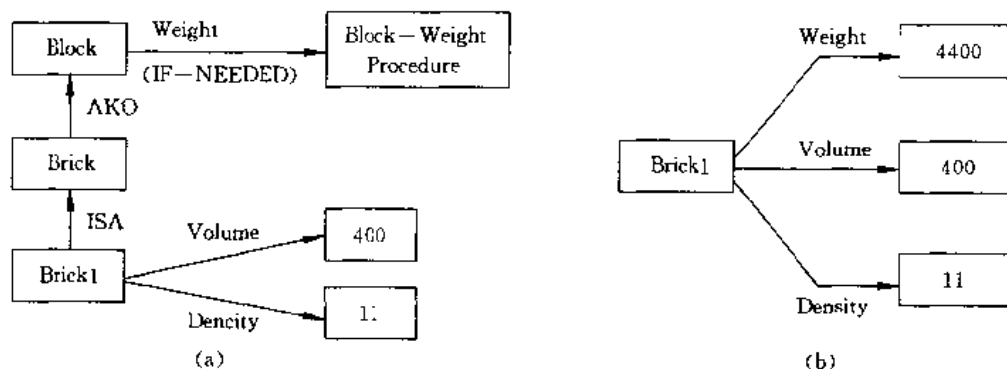 Block
Weight
(IF-NEEDED)
Block-Weight
Procedure
AKO
Brick
ISA
Brick1
Volume
400
Dencity
11
(a)
Weight
4400
Brick1
Volume
400
Density
11
(b)